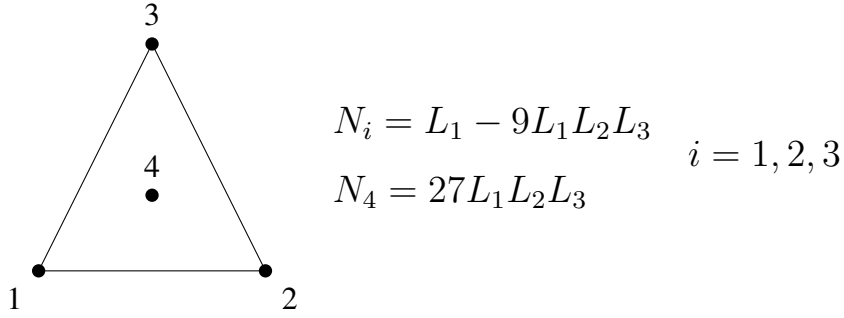 3
4
1
2
N_i = L_1 − 9L_1L_2L_3
N_4 = 27L_1L_2L_3
i = 1, 2, 3